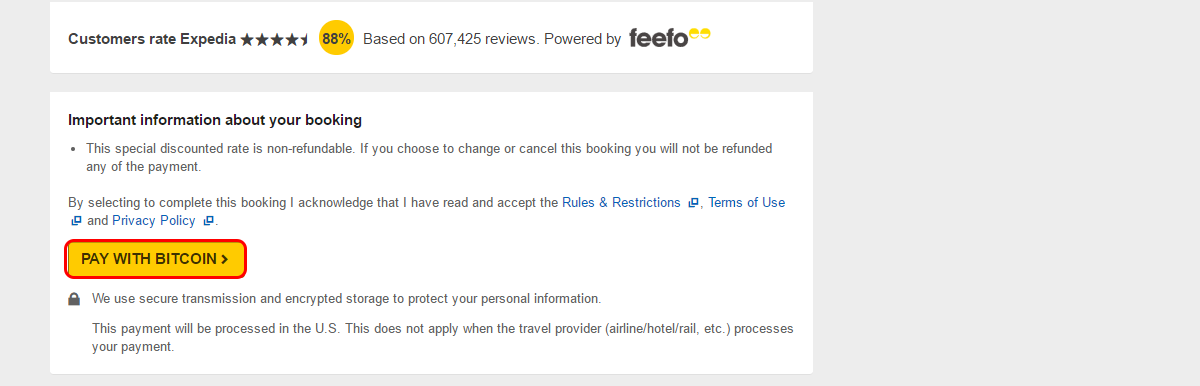 Customers rate Expedia 88% Based on 607,425 reviews. Powered by feefo
Important information about your booking
• This special discounted rate is non-refundable. If you choose to change or cancel this booking you will not be refunded
any of the payment.
By selecting to complete this booking I acknowledge that I have read and accept the Rules & Restrictions , Terms of Use
and Privacy Policy .
PAY WITH BITCOIN >
We use secure transmission and encrypted storage to protect your personal information.
This payment will be processed in the U.S. This does not apply when the travel provider (airline/hotel/rail, etc.) processes
your payment.